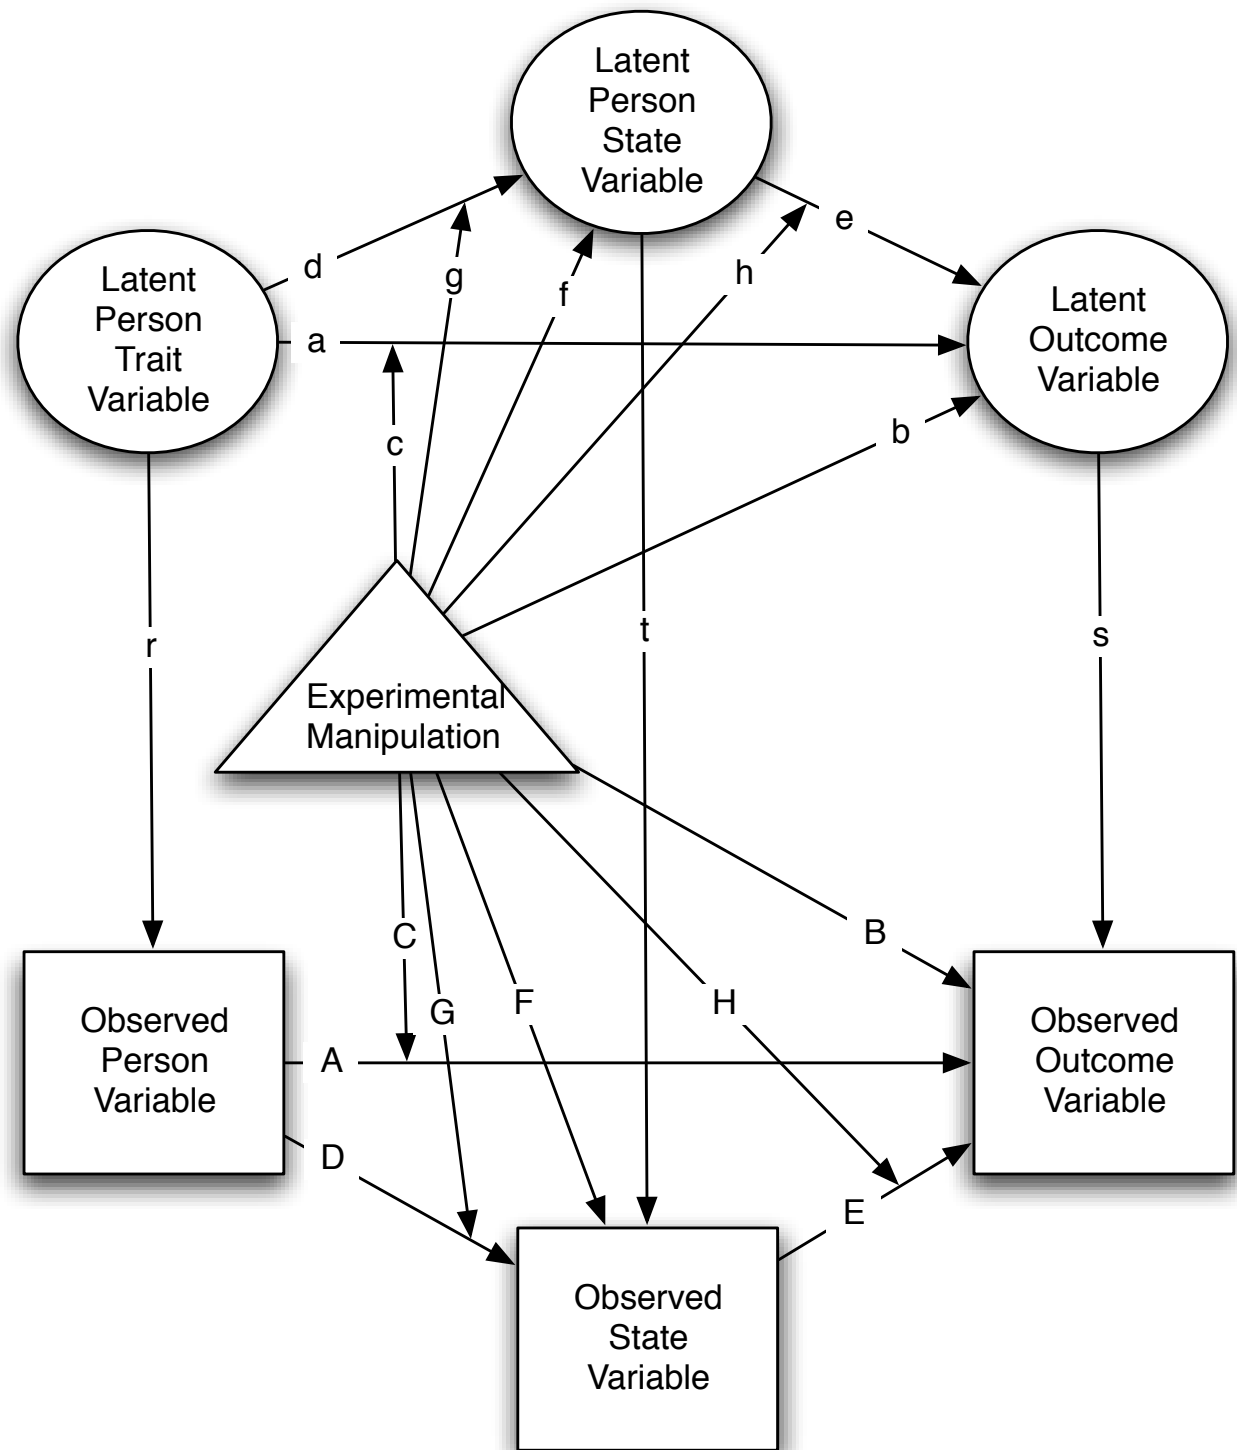 Latent
Person
State
Variable
e
d
g
f
h
Latent
Person
Trait
Variable
a
Latent
Outcome
Variable
c
b
r
t
s
Experimental
Manipulation
C
G
F
H
B
Observed
Person
Variable
A
D
Observed
Outcome
Variable
E
Observed
State
Variable